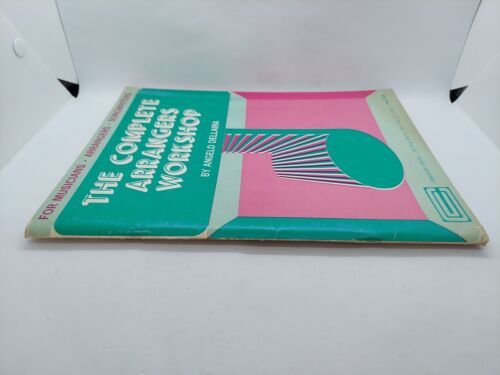 FOR MUSICIANS • ARRANGERS • SONGWRITERS
THE COMPLETE
ARRANGERS
WORKSHOP
BY ANGELO DELLAIRA